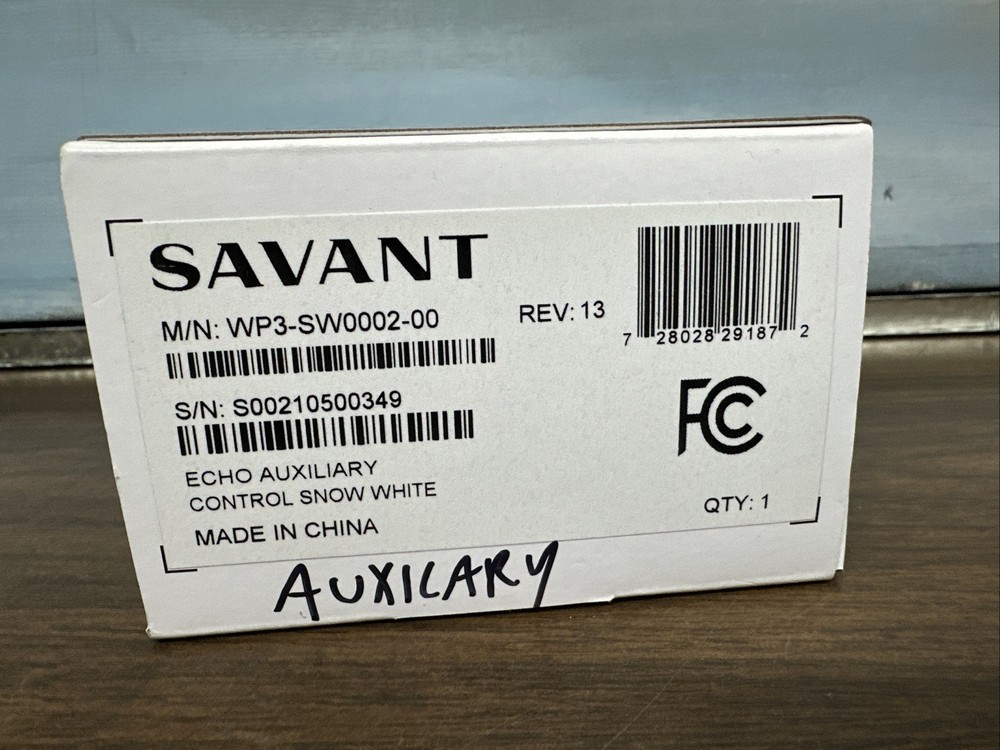 SAVANT
M/N: WP3-SW0002-00
REV: 13
7 28028 29187 2
S/N: S00210500349
FC
ECHO AUXILIARY
CONTROL SNOW WHITE
MADE IN CHINA
QTY: 1
AUXILARY